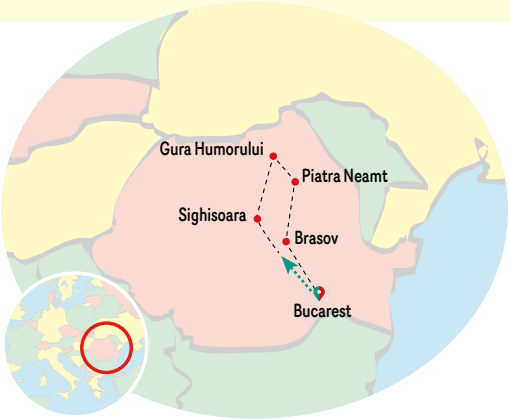 Gura Humorului
Piatra Neamt
Sighisoara
Brasov
Bucarest